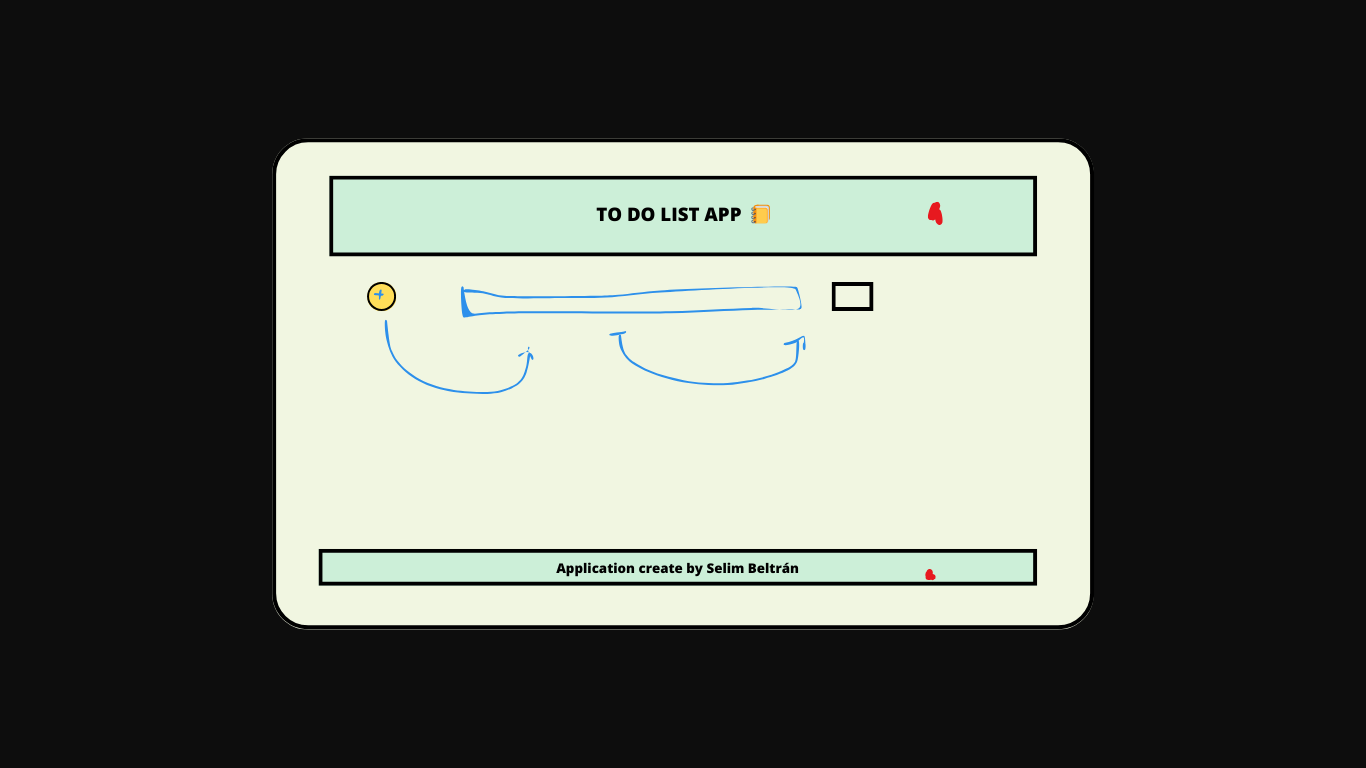 TO DO LIST APP 📒
+
Application create by Selim Beltrán